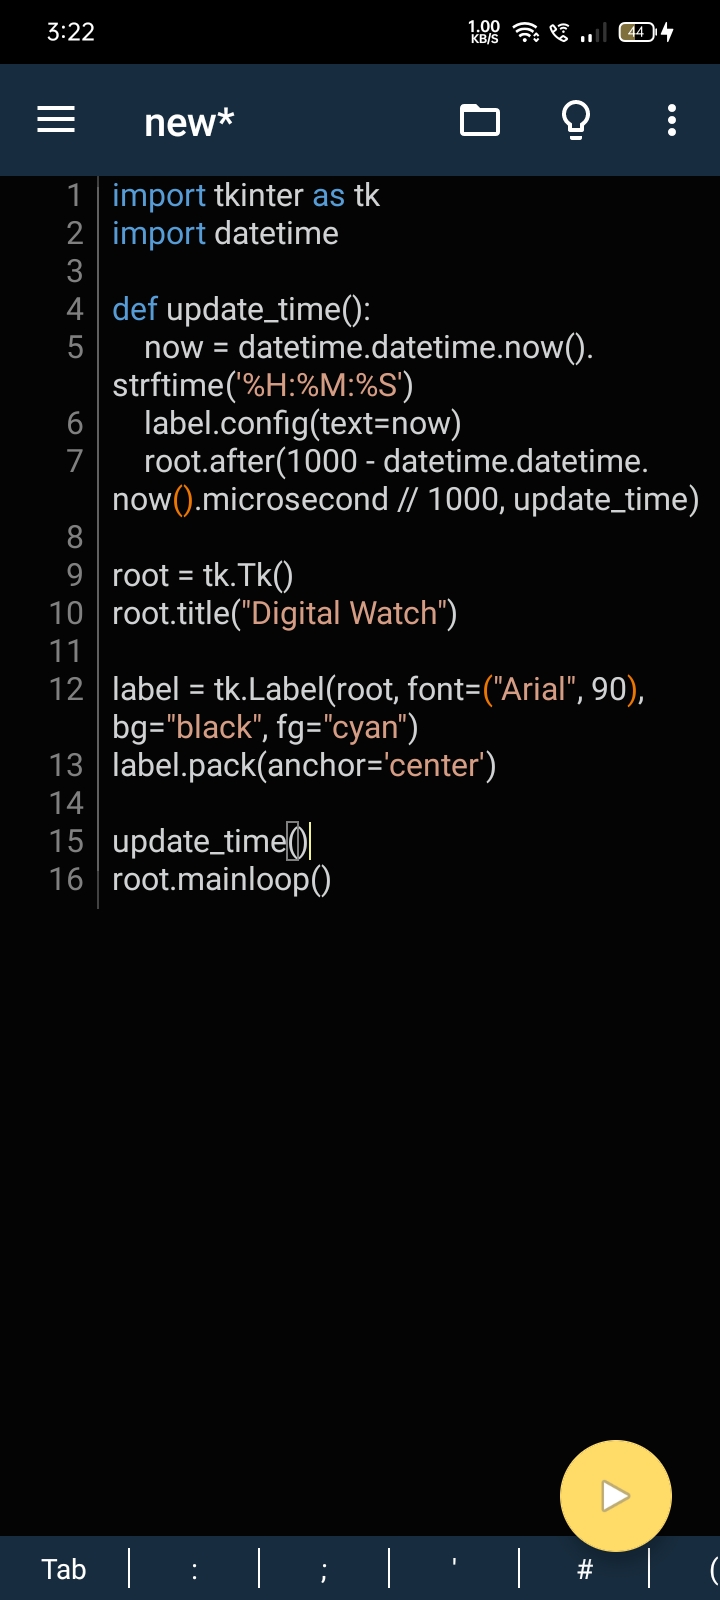 3:22
1.00
KB/S
44
new*
1 import tkinter as tk
2 import datetime
3
4 def update_time():
5     now = datetime.datetime.now().
strftime('%H:%M:%S')
6     label.config(text=now)
7     root.after(1000 - datetime.datetime.
now().microsecond // 1000, update_time)
8
9 root = tk.Tk()
10 root.title("Digital Watch")
11
12 label = tk.Label(root, font=("Arial", 90),
bg="black", fg="cyan")
13 label.pack(anchor='center')
14
15 update_time()
16 root.mainloop()
Tab : ; ' # (